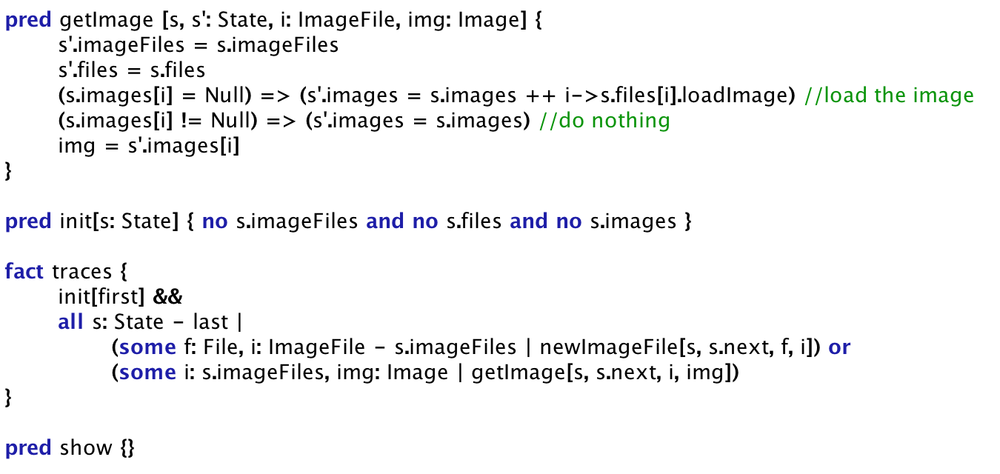 pred getImage [s, s': State, i: ImageFile, img: Image] {
s'.imageFiles = s.imageFiles
s'.files = s.files
(s.images[i] = Null) => (s'.images = s.images ++ i->s.files[i].loadImage) //load the image
(s.images[i] != Null) => (s'.images = s.images) //do nothing
img = s'.images[i]
}
pred init[s: State] { no s.imageFiles and no s.files and no s.images }
fact traces {
init[first] &&
all s: State - last |
(some f: File, i: ImageFile - s.imageFiles | newImageFile[s, s.next, f, i]) or
(some i: s.imageFiles, img: Image | getImage[s, s.next, i, img])
}
pred show {}